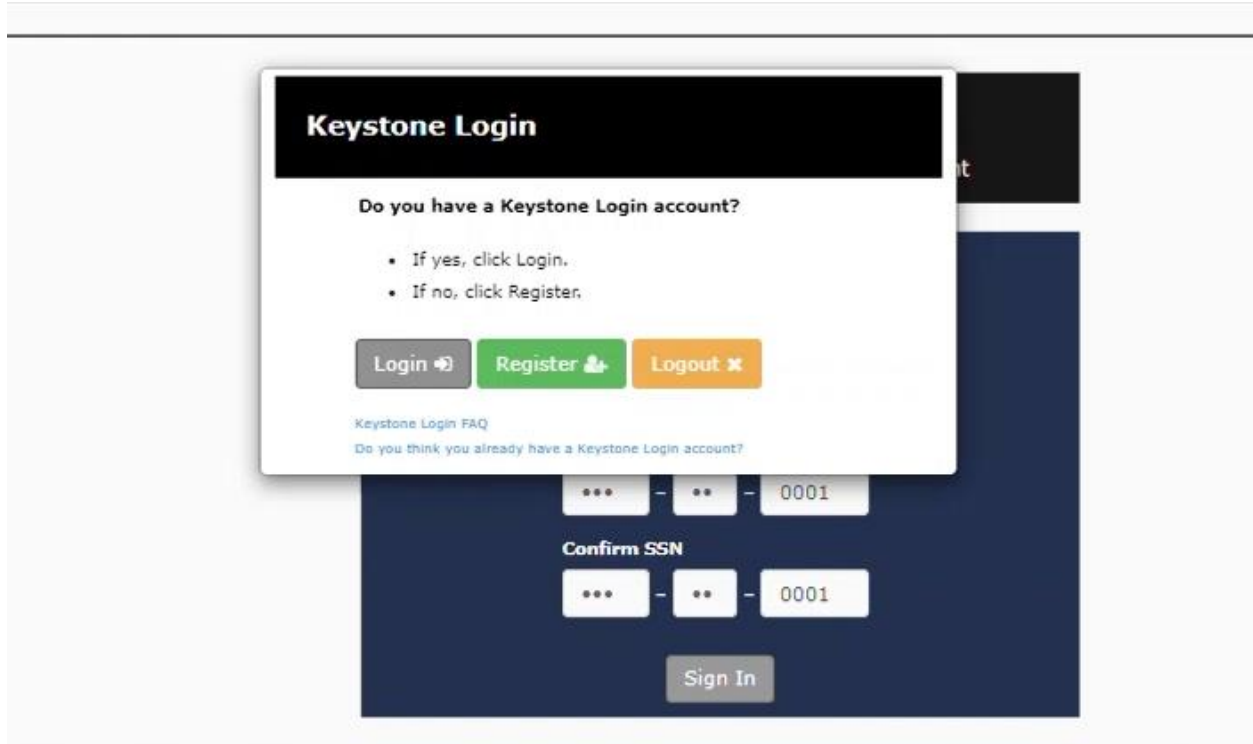 Keystone Login
nt
Do you have a Keystone Login account?
• If yes, click Login.
• If no, click Register.
Login Register Logout
Keystone Login FAQ
Do you think you already have a Keystone Login account?
••• – •• – 0001
Confirm SSN
••• – •• – 0001
Sign In